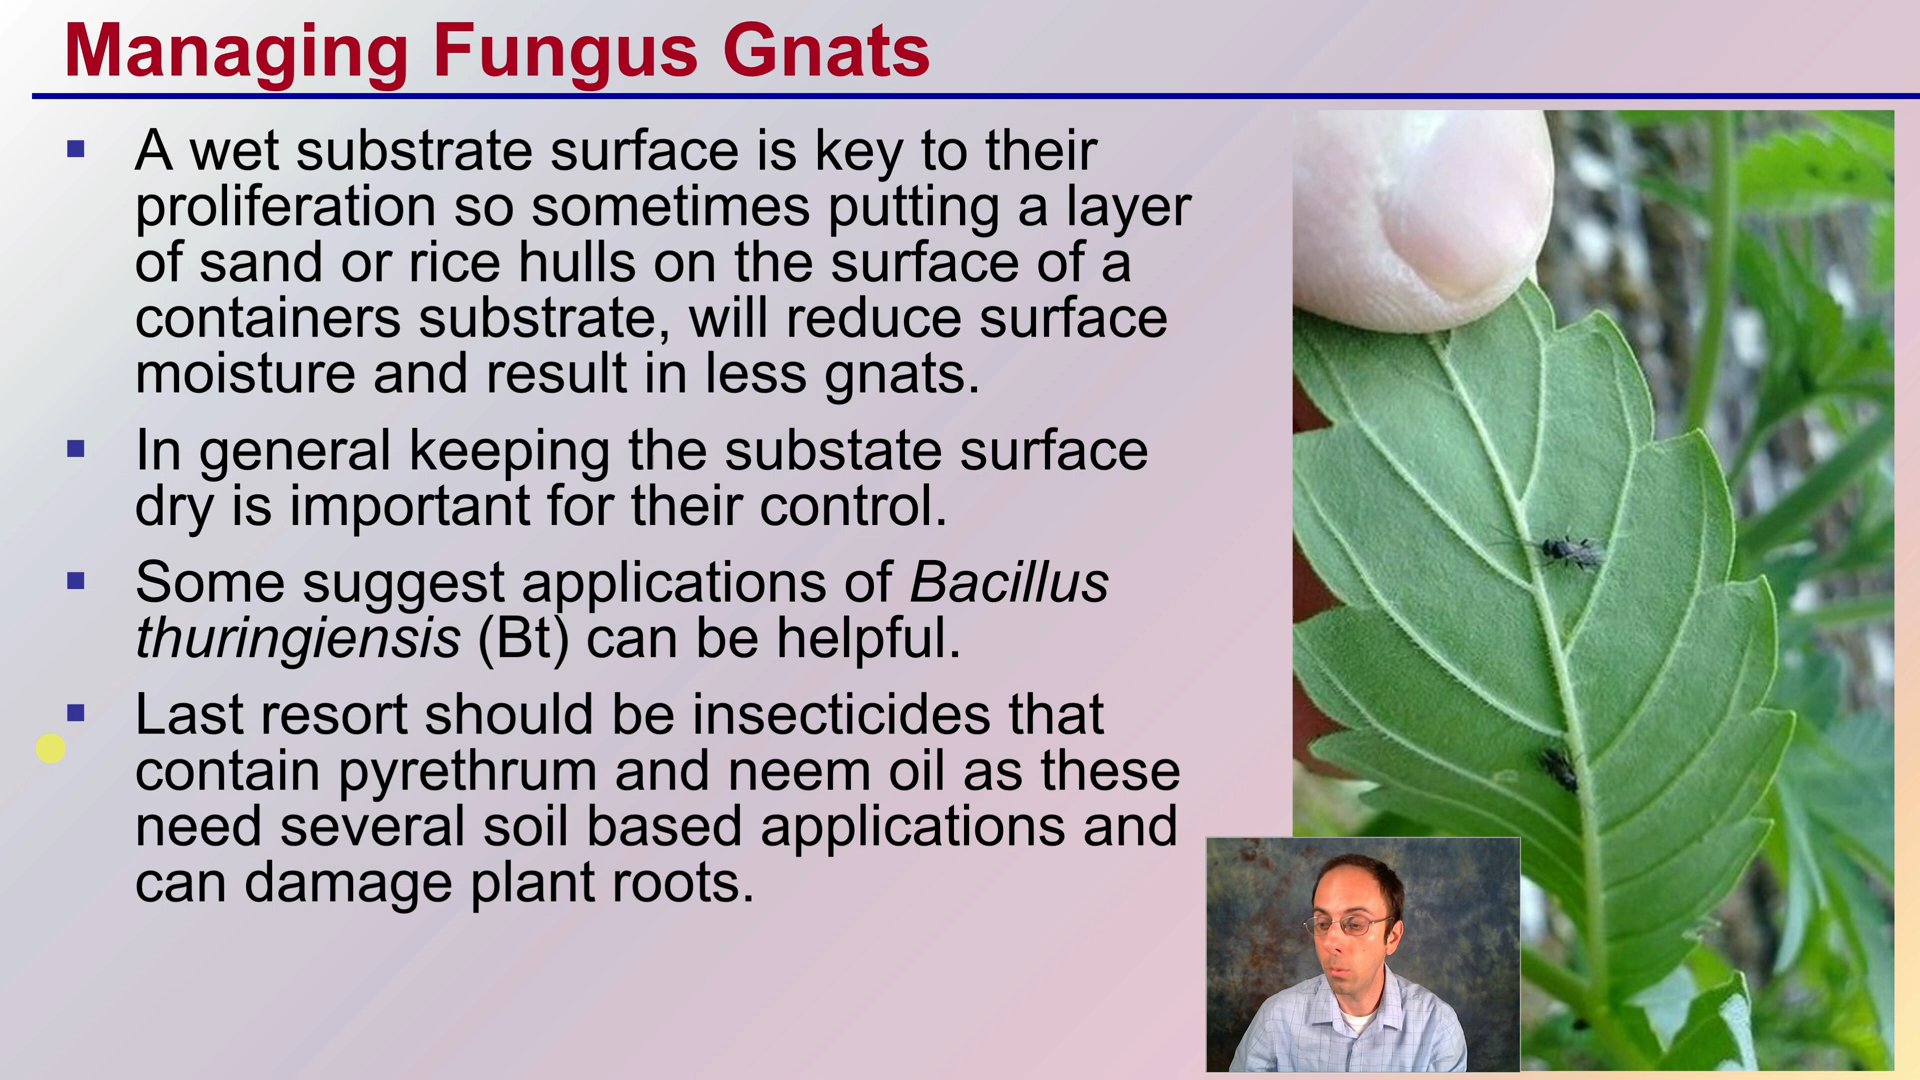 Managing Fungus Gnats
A wet substrate surface is key to their
proliferation so sometimes putting a layer
of sand or rice hulls on the surface of a
containers substrate, will reduce surface
moisture and result in less gnats.
In general keeping the substate surface
dry is important for their control.
Some suggest applications of Bacillus
thuringiensis (Bt) can be helpful.
Last resort should be insecticides that
contain pyrethrum and neem oil as these
need several soil based applications and
can damage plant roots.